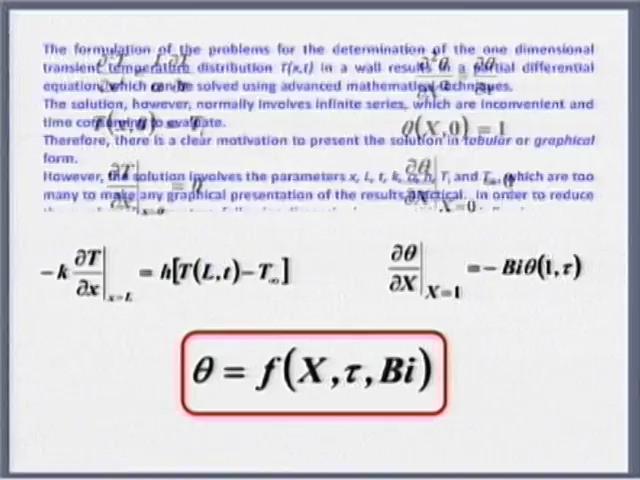 The formulation of the problems for the determination of the one dimensional
transient temperature distribution T(x,t) in a wall results in a partial differential
equation, which can be solved using advanced mathematical techniques.
The solution, however, normally involves infinite series, which are inconvenient and
time consuming to evaluate.
Therefore, there is a clear motivation to present the solution in tabular or graphical
form.
However, the solution involves the parameters x, L, t, k, α, h, Ti and T∞, which are too
many to make any graphical presentation of the results practical. In order to reduce
T(x,0) = Ti
θ(X,0) = 1
-k ∂T/∂x|x=L = h[T(L,t)-T∞]
∂θ/∂X|X=1 = -Biθ(1,τ)
θ = f(X,τ,Bi)